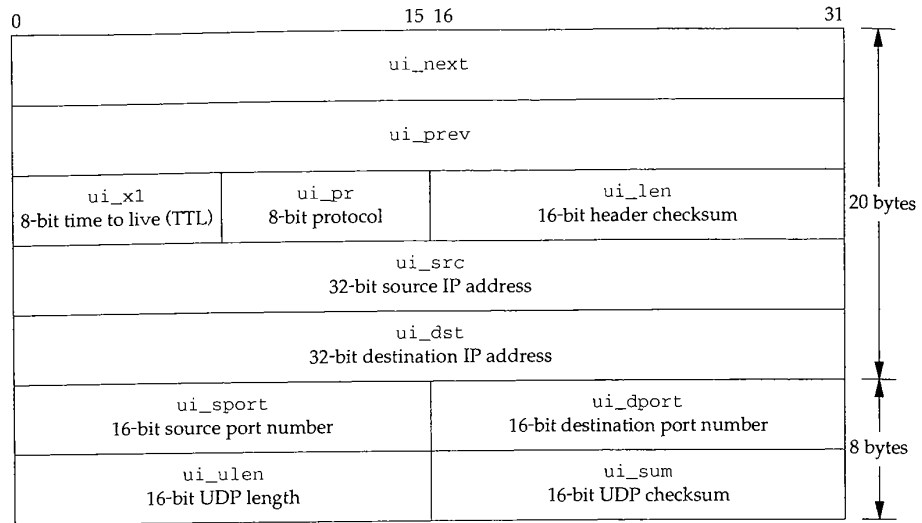 0 15 16 31
ui_next
ui_prev
ui_x1 ui_pr ui_len
8-bit time to live (TTL) 8-bit protocol 16-bit header checksum
20 bytes
ui_src
32-bit source IP address
ui_dst
32-bit destination IP address
ui_sport ui_dport
16-bit source port number 16-bit destination port number
8 bytes
ui_ulen ui_sum
16-bit UDP length 16-bit UDP checksum